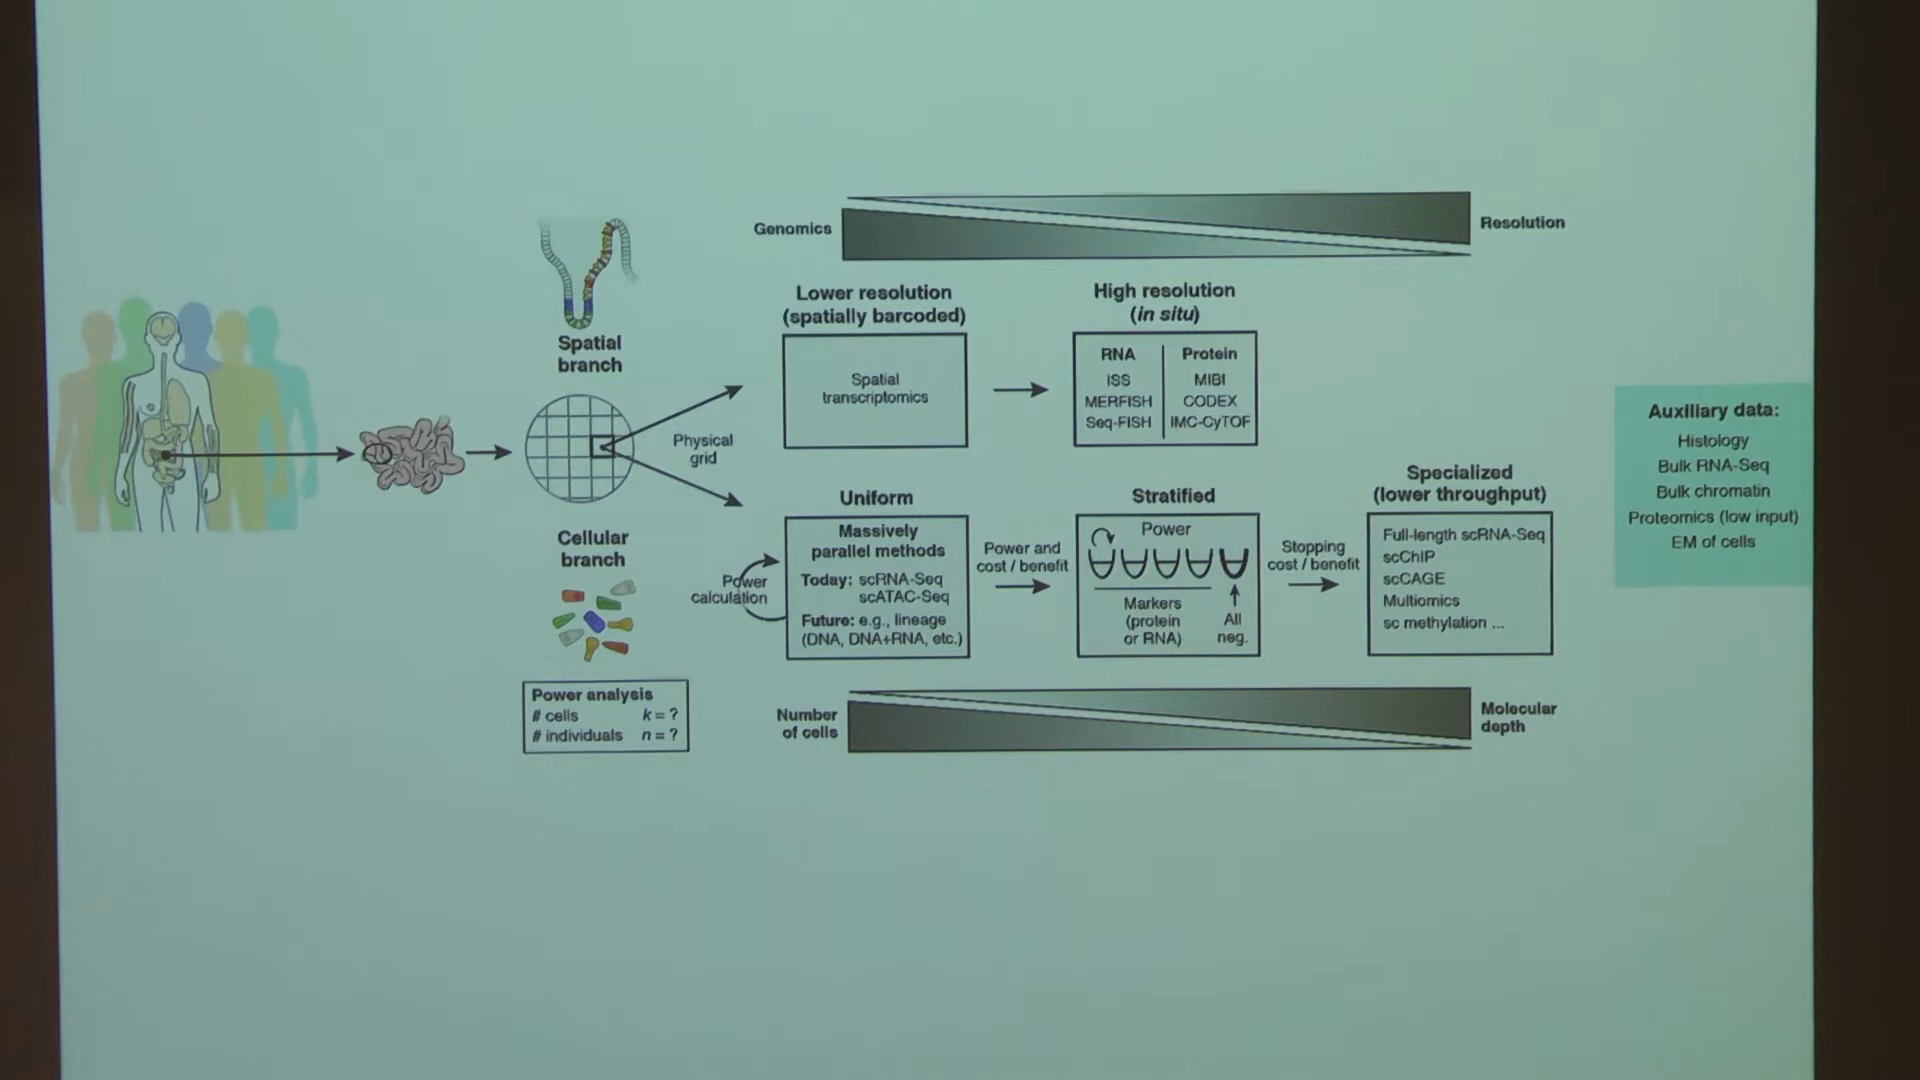 Genomics
Resolution
Lower resolution
(spatially barcoded)
Spatial
transcriptomics
High resolution
(in situ)
RNA
ISS
MERFISH
Seq-FISH
Protein
MIBI
CODEX
IMC-CyTOF
Spatial
branch
Physical
grid
Cellular
branch
Power analysis
# cells k = ?
# individuals n = ?
Power
calculation
Uniform
Massively
parallel methods
Today: scRNA-Seq
scATAC-Seq
Future: e.g., lineage
(DNA, DNA+RNA, etc.)
Power and
cost / benefit
Stratified
Power
Markers
(protein
or RNA)
All
neg.
Stopping
cost / benefit
Specialized
(lower throughput)
Full-length scRNA-Seq
scChIP
scCAGE
Multiomics
sc methylation ...
Number
of cells
Molecular
depth
Auxiliary data:
Histology
Bulk RNA-Seq
Bulk chromatin
Proteomics (low input)
EM of cells